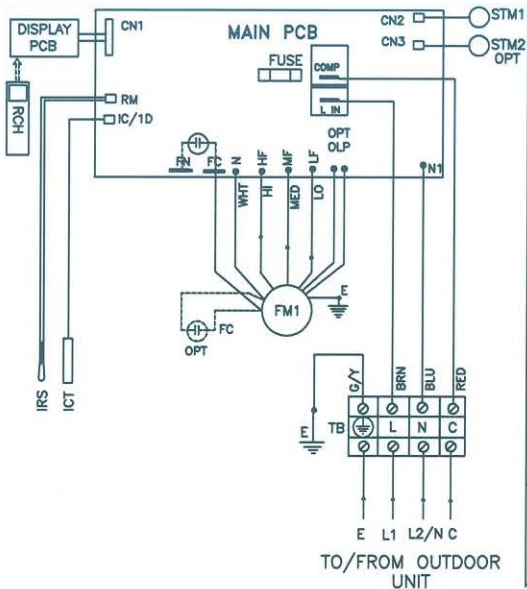 DISPLAY
PCB
CN1
MAIN PCB
CN2
STM1
CN3
STM2
OPT
FUSE
COMP
L IN
RCH
RM
IC/1D
OPT
OLP
FN
FC
N
HF
MF
LF
N1
WHT
HI
MED
LO
FM1
E
FC
OPT
IRS
ICT
G/Y
BRN
BLU
RED
E
TB
L
N
C
E
L1
L2/N
C
TO/FROM OUTDOOR
UNIT